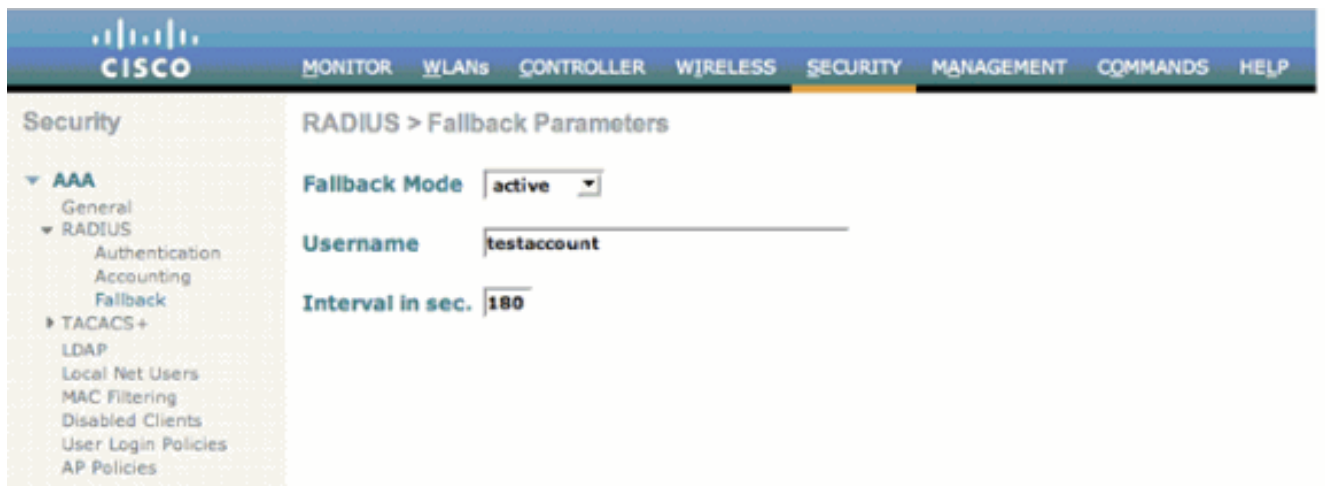 CISCO
MONITOR WLANs CONTROLLER WIRELESS SECURITY MANAGEMENT COMMANDS HELP
Security
AAA
General
RADIUS
Authentication
Accounting
Fallback
TACACS+
LDAP
Local Net Users
MAC Filtering
Disabled Clients
User Login Policies
AP Policies
RADIUS > Fallback Parameters
Fallback Mode active
Username testaccount
Interval in sec. 180